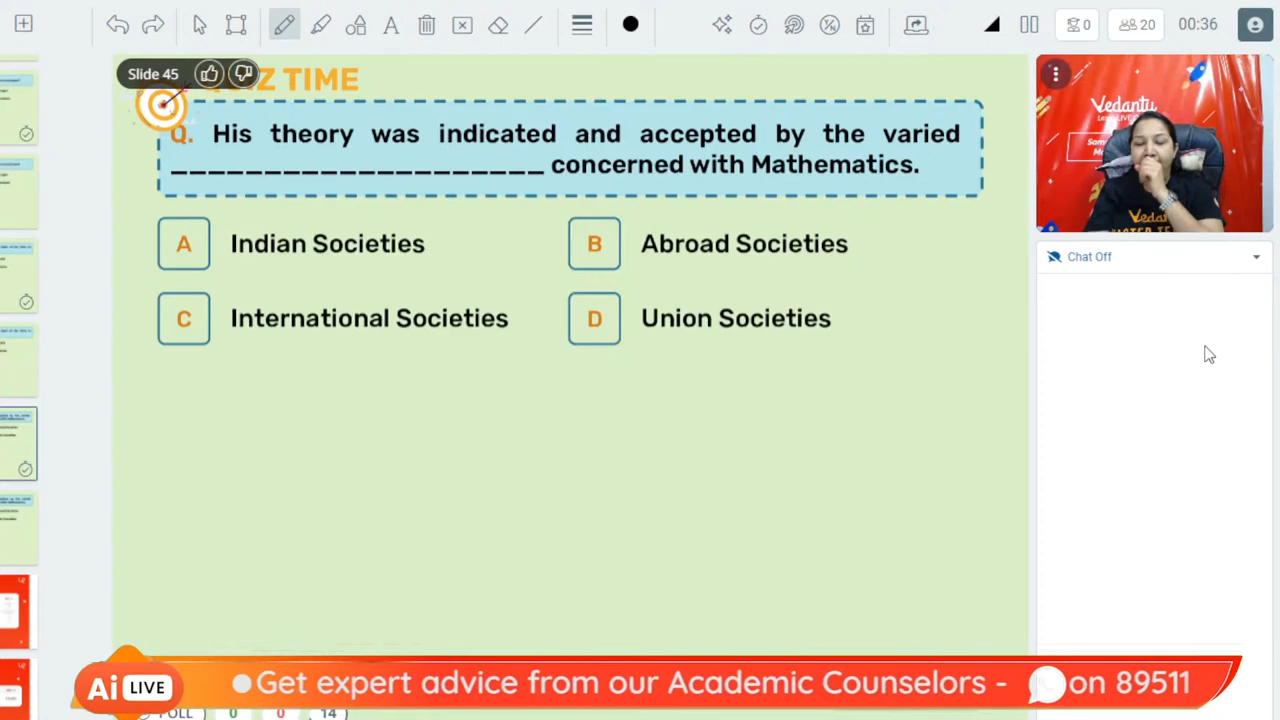 0
20
00:36
Slide 45
QUIZ TIME
Q. His theory was indicated and accepted by the varied
____________________ concerned with Mathematics.
A Indian Societies
B Abroad Societies
C International Societies
D Union Societies
Vedantu
Chat Off
Ai LIVE
Get expert advice from our Academic Counselors - on 89511
POLL 0 0 14